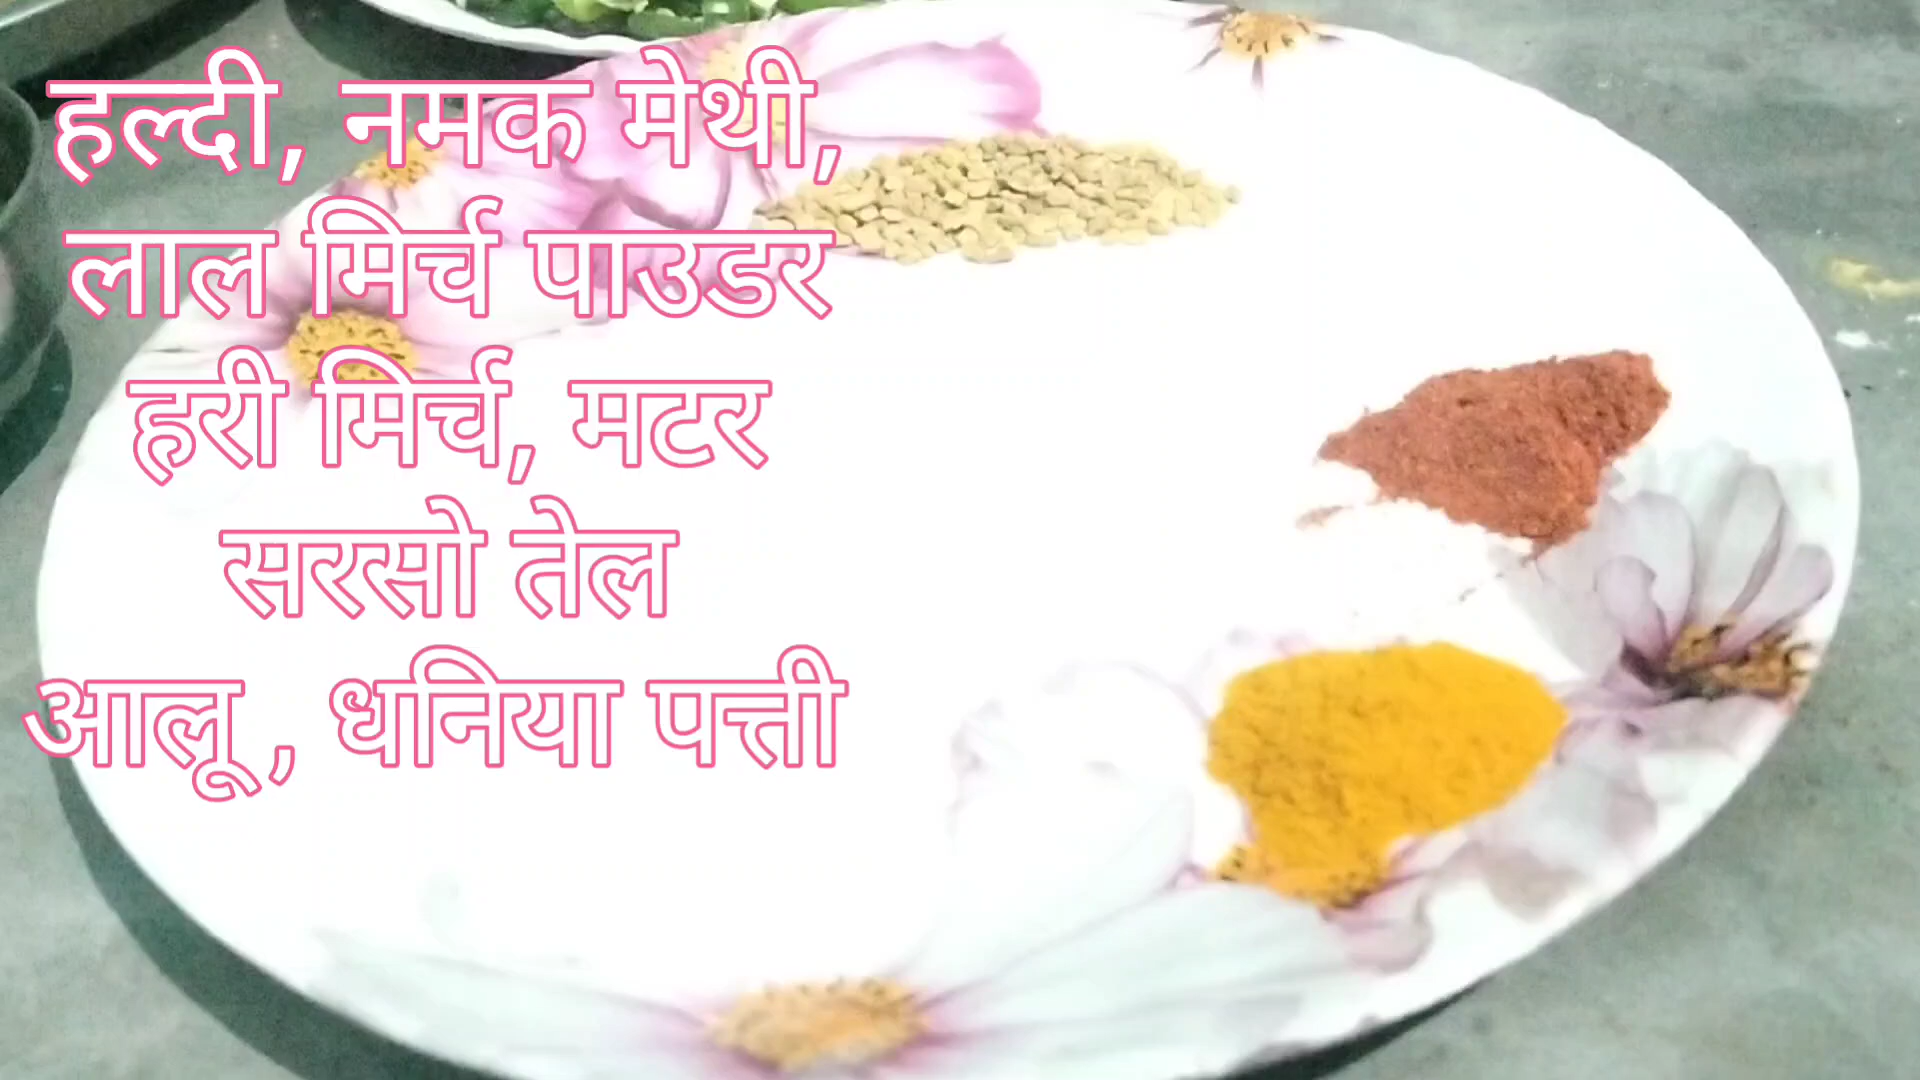 हल्दी, नमक मेथी,
लाल मिर्च पाउडर
हरी मिर्च, मटर
सरसो तेल
आलू , धनिया पत्ती